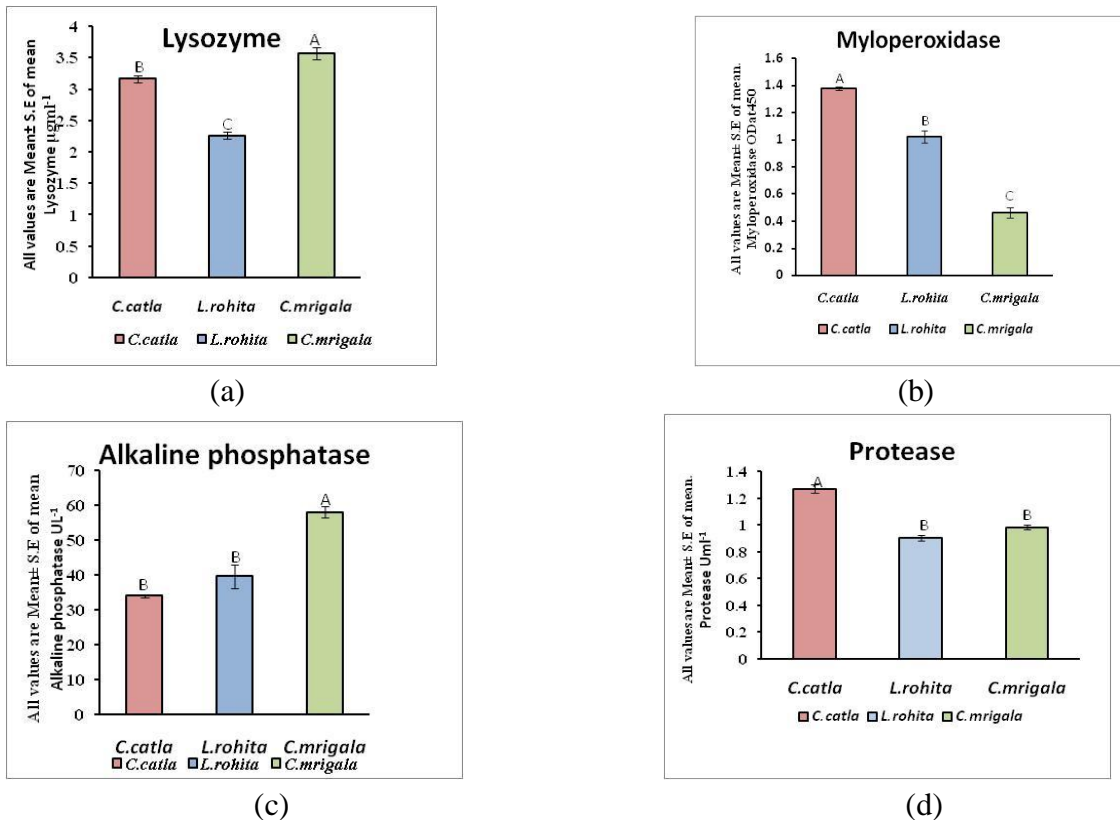 Lysozyme
All values are Mean± S.E of mean
Lysozyme µgml-1
4
3.5
3
2.5
2
1.5
1
0.5
0
B
C
A
C.catla L.rohita C.mrigala
C.catla L.rohita C.mrigala
(a)
Myloperoxidase
All values are Mean± S.E of mean.
Myloperoxidase ODat450
1.6
1.4
1.2
1
0.8
0.6
0.4
0.2
0
A
B
C
C.catla L.rohita C.mrigala
C.catla L.rohita C.mrigala
(b)
Alkaline phosphatase
All values are Mean± S.E of mean
Alkaline phosphatase UL-1
70
60
50
40
30
20
10
0
B
B
A
C.catla L.rohita C.mrigala
C.catla L.rohita C.mrigala
(c)
Protease
All values are Mean± S.E of mean.
Protease Uml-1
1.4
1.2
1
0.8
0.6
0.4
0.2
0
A
B
B
C.catla L.rohita C.mrigala
C.catla L.rohita C.mrigala
(d)